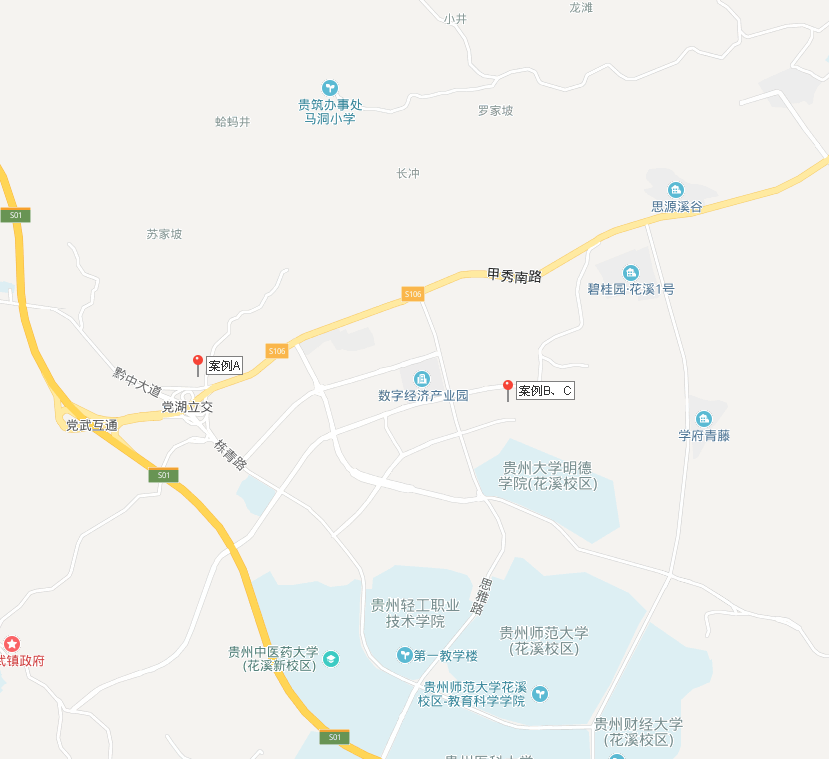 龙滩
小井
贵筑办事处
马洞小学
罗家坡
蛤蚂井
长冲
思源溪谷
S01
苏家坡
甲秀南路
碧桂园·花溪1号
S106
S106
案例A
黔中大道
党湖立交
数字经济产业园
案例B、C
党武互通
学府青藤
栋青路
S01
贵州大学明德
学院(花溪校区)
思雅路
贵州轻工职业
技术学院
贵州师范大学
(花溪校区)
贵州中医药大学
(花溪新校区)
第一教学楼
武镇政府
贵州师范大学花溪
校区-教育科学学院
贵州财经大学
(花溪校区)
S01